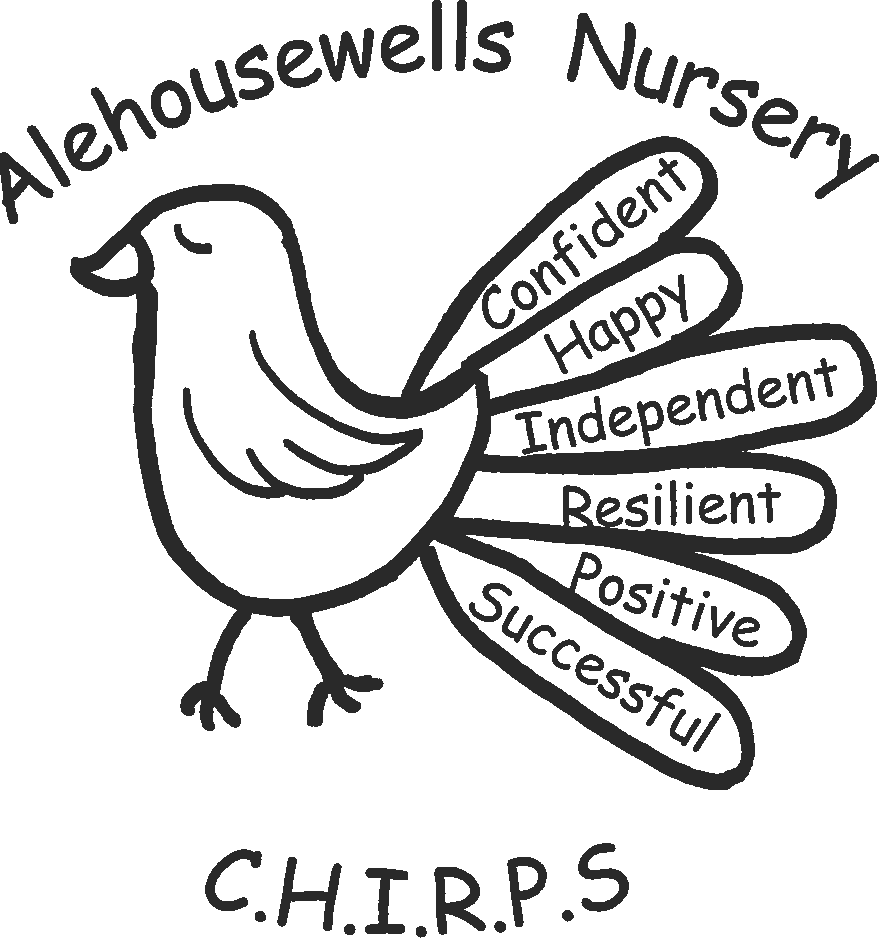 Alehousewells Nursery
Confident
Happy
Independent
Resilient
Positive
Successful
C.H.I.R.P.S